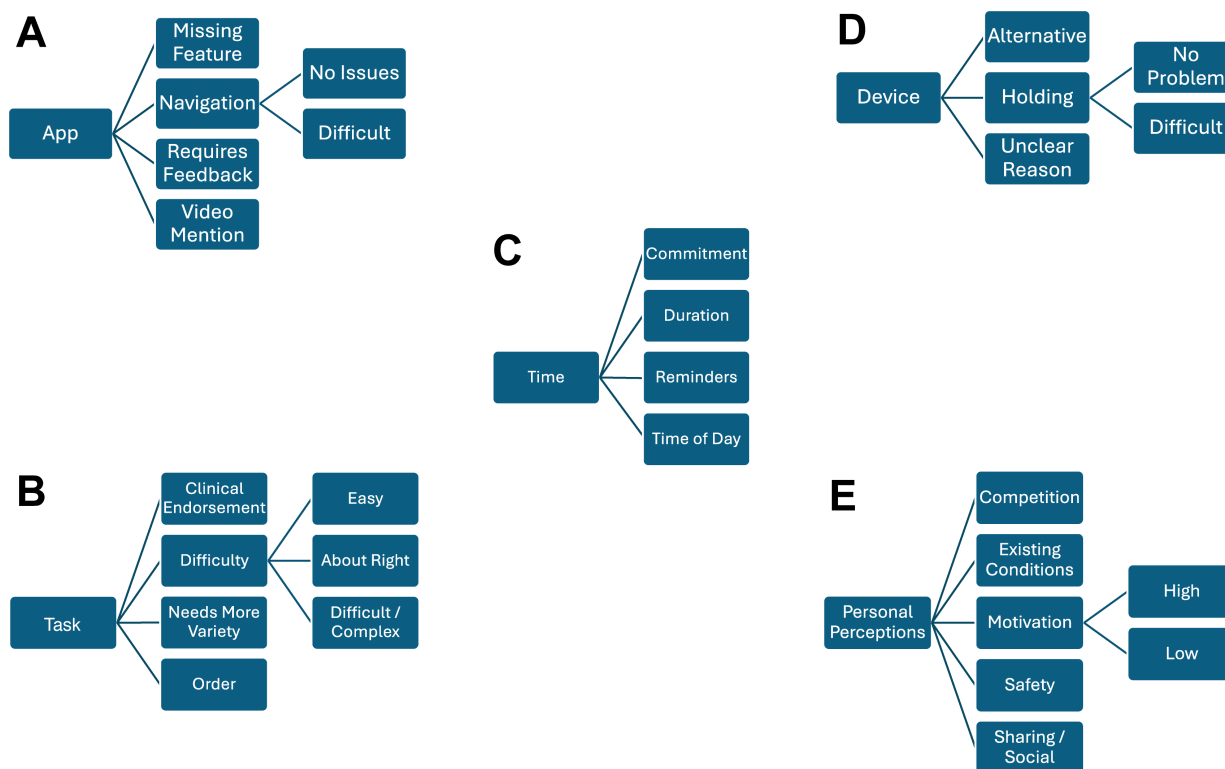 A
App
Missing
Feature
Navigation
Requires
Feedback
Video
Mention
No Issues
Difficult
B
Task
Clinical
Endorsement
Difficulty
Needs More
Variety
Order
Easy
About Right
Difficult /
Complex
C
Time
Commitment
Duration
Reminders
Time of Day
D
Device
Alternative
Holding
Unclear
Reason
No
Problem
Difficult
E
Personal
Perceptions
Competition
Existing
Conditions
Motivation
Safety
Sharing /
Social
High
Low